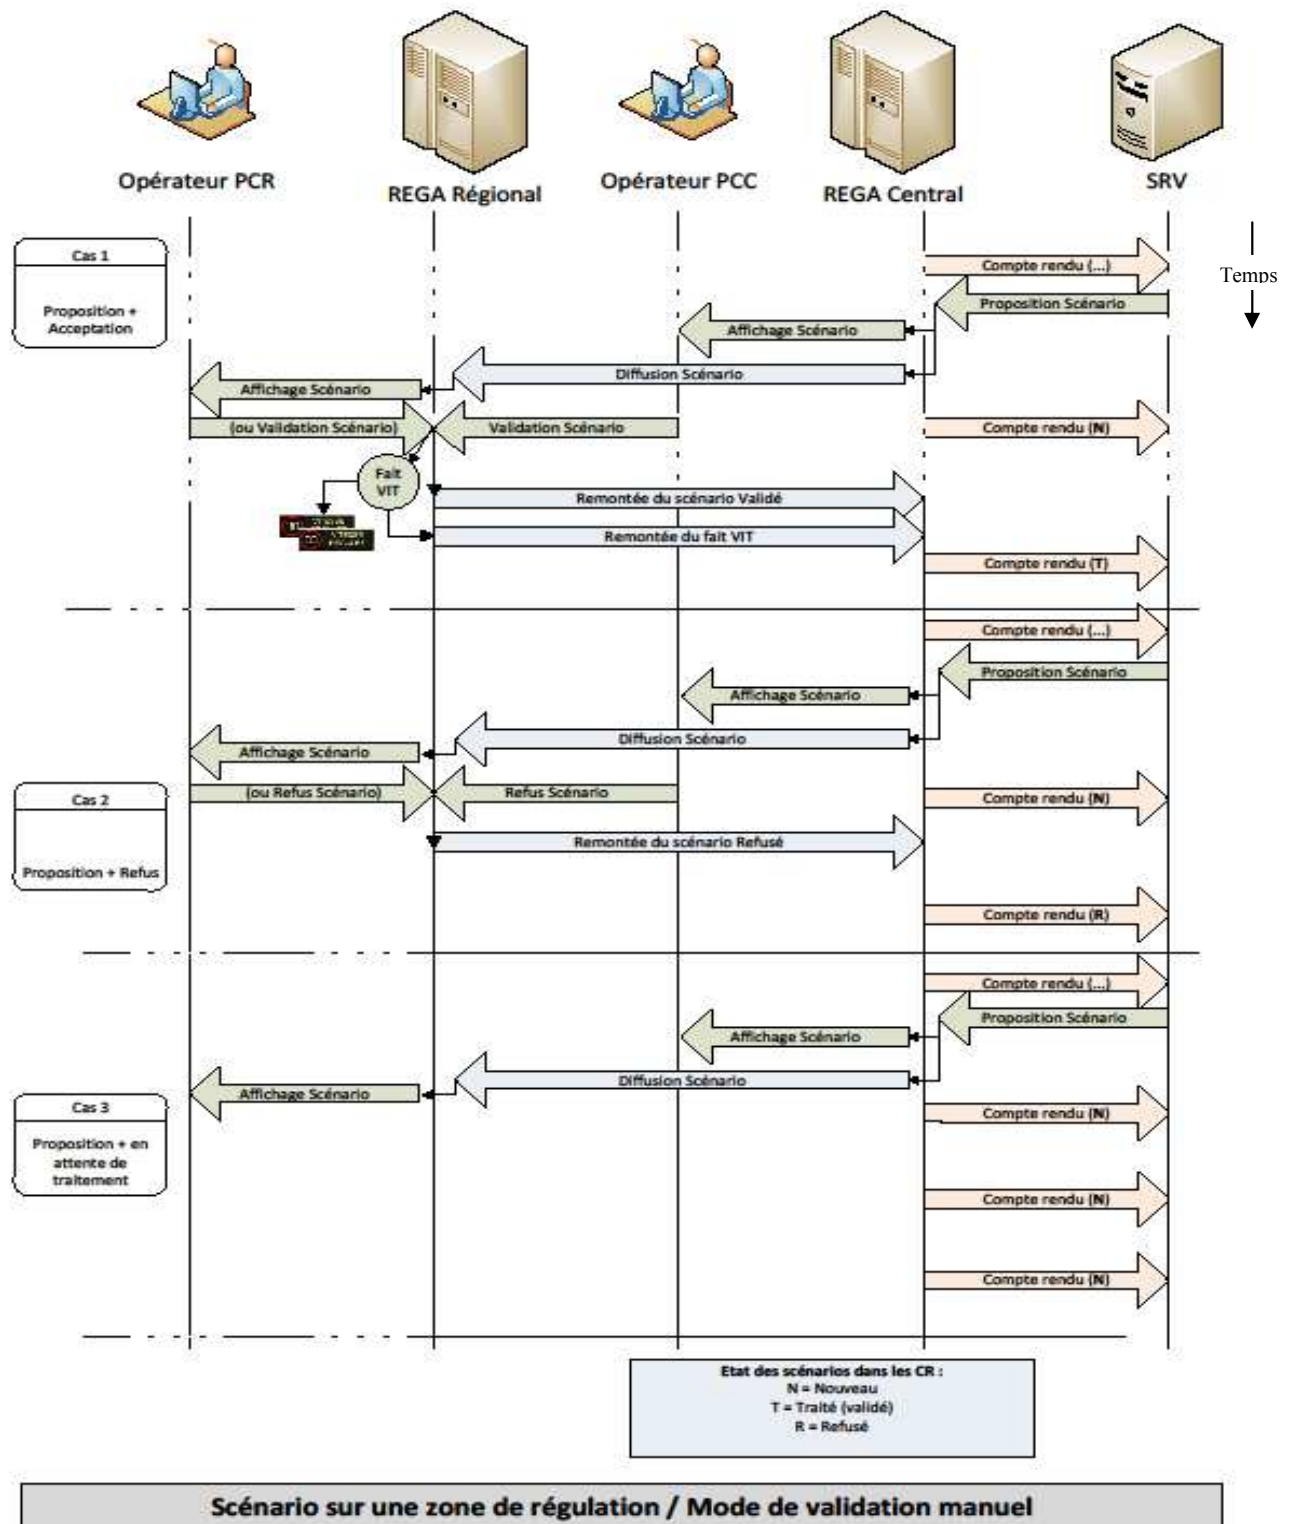 Opérateur PCR
REGA Régional
Opérateur PCC
REGA Central
SRV
Temps
Cas 1
Proposition +
Acceptation
Compte rendu (...)
Proposition Scénario
Affichage Scénario
Diffusion Scénario
Affichage Scénario
(ou Validation Scénario)
Validation Scénario
Compte rendu (N)
Fait
VIT
Remontée du scénario Validé
Remontée du fait VIT
Compte rendu (T)
Compte rendu (...)
Proposition Scénario
Affichage Scénario
Diffusion Scénario
Affichage Scénario
Cas 2
Proposition + Refus
(ou Refus Scénario)
Refus Scénario
Compte rendu (N)
Remontée du scénario Refusé
Compte rendu (R)
Compte rendu (...)
Proposition Scénario
Affichage Scénario
Diffusion Scénario
Affichage Scénario
Cas 3
Proposition + en
attente de
traitement
Compte rendu (N)
Compte rendu (N)
Compte rendu (N)
Etat des scénarios dans les CR :
N = Nouveau
T = Traité (validé)
R = Refusé
Scénario sur une zone de régulation / Mode de validation manuel